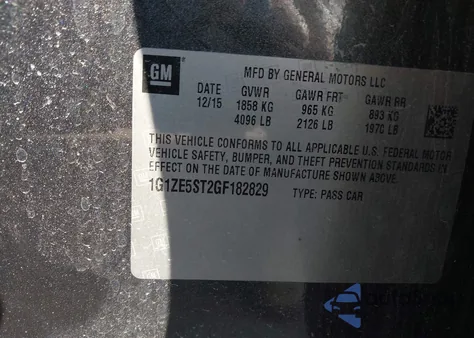 GM
MFD BY GENERAL MOTORS LLC
DATE GVWR GAWR FRT GAWR RR
12/15 1858 KG 965 KG 893 KG
4096 LB 2126 LB 1970 LB
THIS VEHICLE CONFORMS TO ALL APPLICABLE U.S. FEDERAL MOTOR
VEHICLE SAFETY, BUMPER, AND THEFT PREVENTION STANDARDS IN
EFFECT ON THE DATE OF MANUFACTURE SHOWN ABOVE.
1G1ZE5ST2GF182829 TYPE: PASS CAR